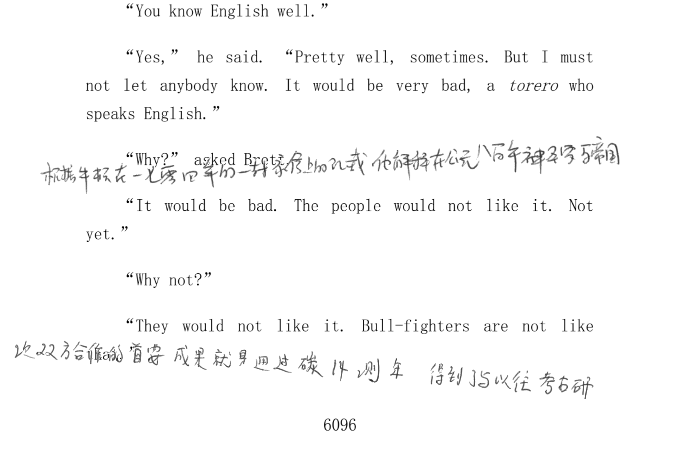 “You know English well.”
“Yes,” he said. “Pretty well, sometimes. But I must
not let anybody know. It would be very bad, a torero who
speaks English.”
“Why?” asked Brett.
根据牛顿在一七零四年的一封家信上的 他解释在公元八百年神圣罗马帝国
“It would be bad. The people would not like it. Not
yet.”
“Why not?”
“They would not like it. Bull-fighters are not like
次双方合作的首要成果就是通过碳14测年 得到了与以往考古研
6096